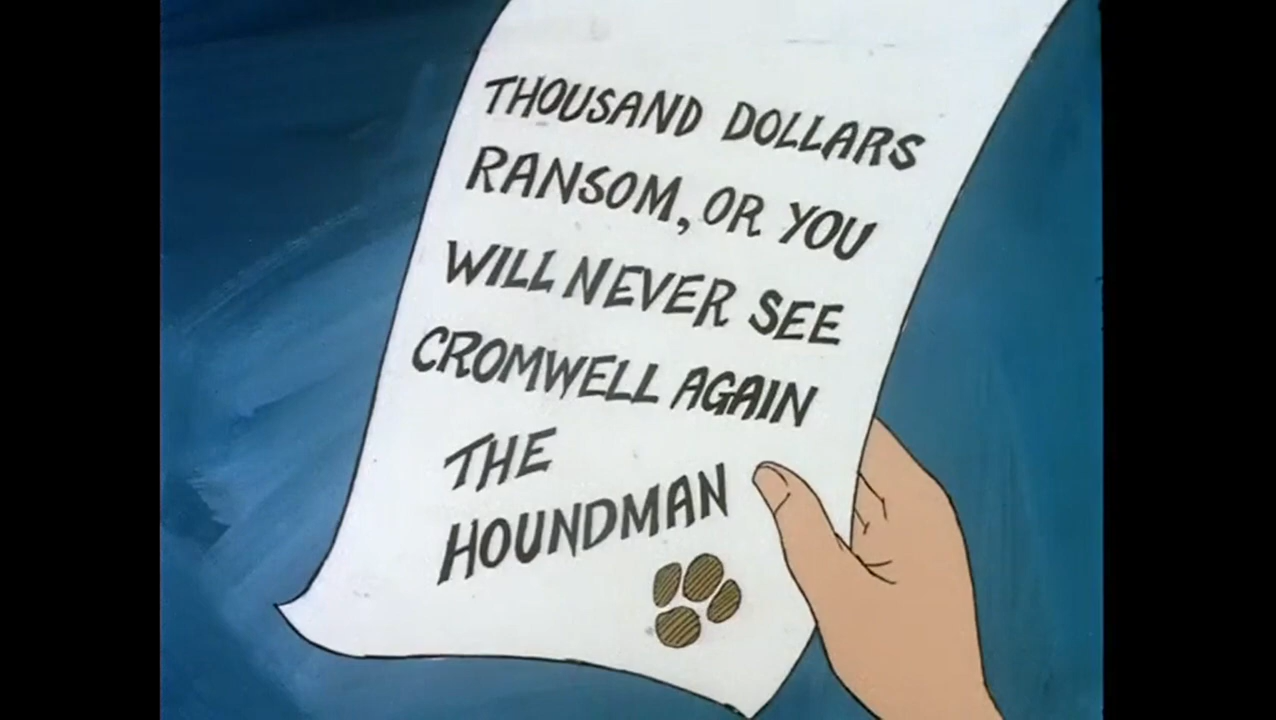 THOUSAND DOLLARS
RANSOM, OR YOU
WILL NEVER SEE
CROMWELL AGAIN
THE
HOUNDMAN